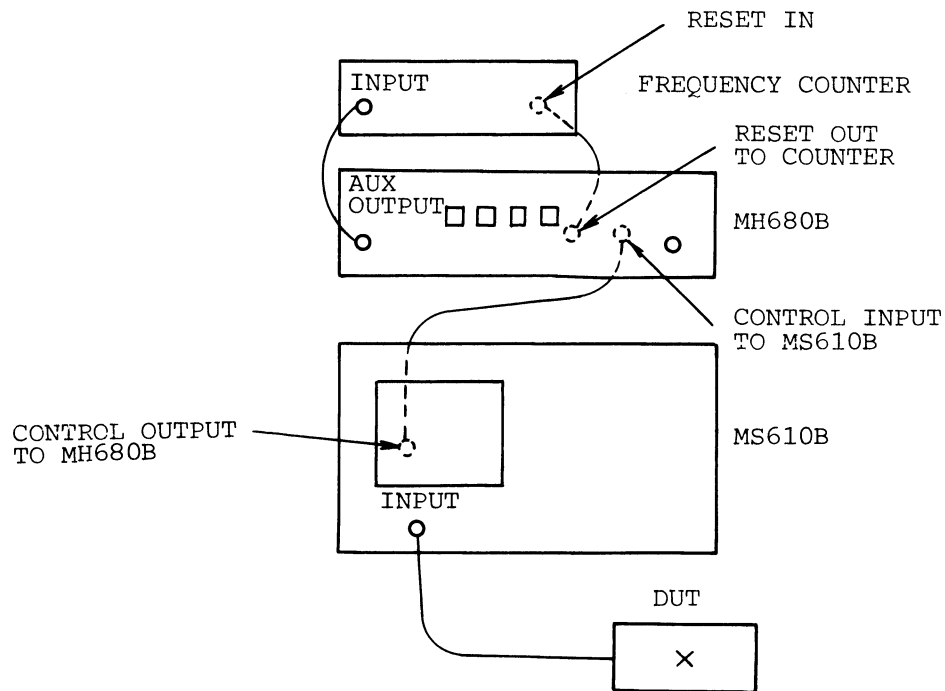 RESET IN
INPUT
FREQUENCY COUNTER
RESET OUT
TO COUNTER
AUX
OUTPUT
MH680B
CONTROL INPUT
TO MS610B
CONTROL OUTPUT
TO MH680B
MS610B
INPUT
DUT